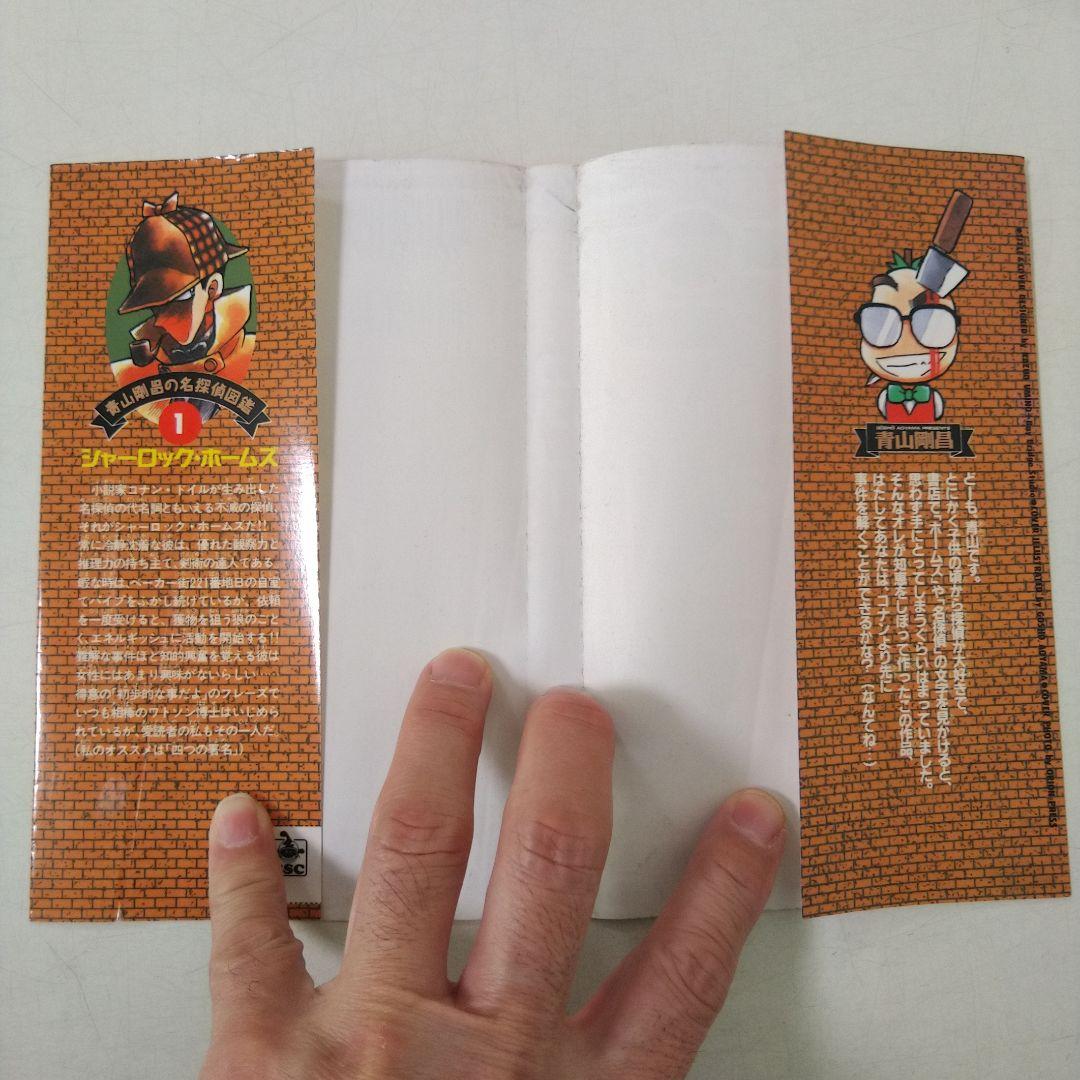 青山剛昌の名探偵図鑑
1
シャーロック・ホームズ
小説家コナン・ドイルが生み出した
名探偵の代名詞ともいえる不滅の探偵、
それがシャーロック・ホームズだ!!
常に冷静沈着な彼は、優れた観察力と
推理力の持ち主で、剣術の達人である
暇な時は、ベーカー街221番地Bの自室
でパイプをふかし続けているが、依頼
を一度受けると、獲物を狙う狼のごと
く、エネルギッシュに活動を開始する!!
難解な事件ほど知的興奮を覚える彼は
女性にはあまり興味がないらしい…
得意の「初歩的な事だよ」のフレーズで
いつも相棒のワトソン博士はいじめら
れているが、愛読者の私もその一人だ。
(私のオススメは「四つの署名」)
SC
GOSHO AOYAMA PRESENTS
青山剛昌
どーも、青山です。
とにかく子供の頃から探偵が大好きで、
書店で〝ホームズ〟や〝名探偵〟の文字を見かけると、
思わず手にとってしまうぐらいはまっていました。
そんなオレが知恵をしぼって作ったこの作品、
はたしてあなたは、コナンより先に
事件を解くことができるかな?(なんてね…)
GOSHO AOYAMA●COVER PHOTO by ORION PRESS